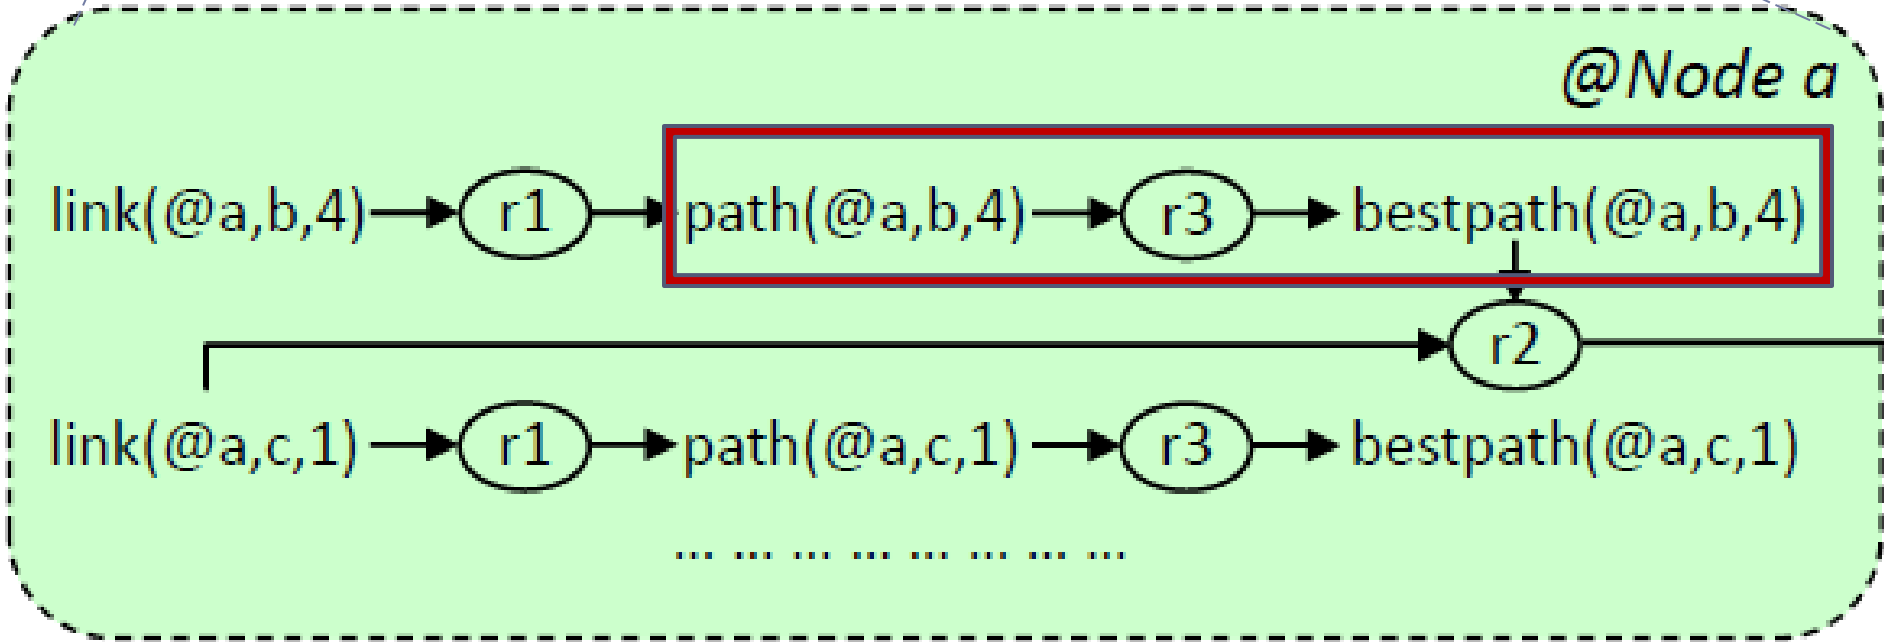 @Node a
link(@a,b,4) r1 path(@a,b,4) r3 bestpath(@a,b,4)
r2
link(@a,c,1) r1 path(@a,c,1) r3 bestpath(@a,c,1)
... ... ... ... ... ... ... ...